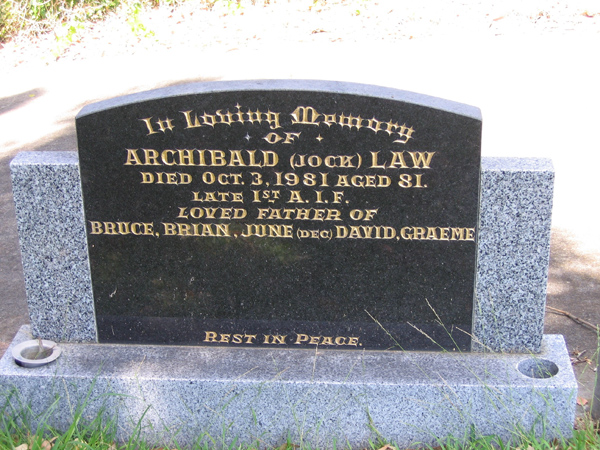 In Loving Memory
OF
ARCHIBALD (JOCK) LAW
DIED OCT. 3, 1981 AGED 81.
LATE 1ST A.I.F.
LOVED FATHER OF
BRUCE, BRIAN, JUNE (DEC) DAVID, GRAEME
REST IN PEACE.